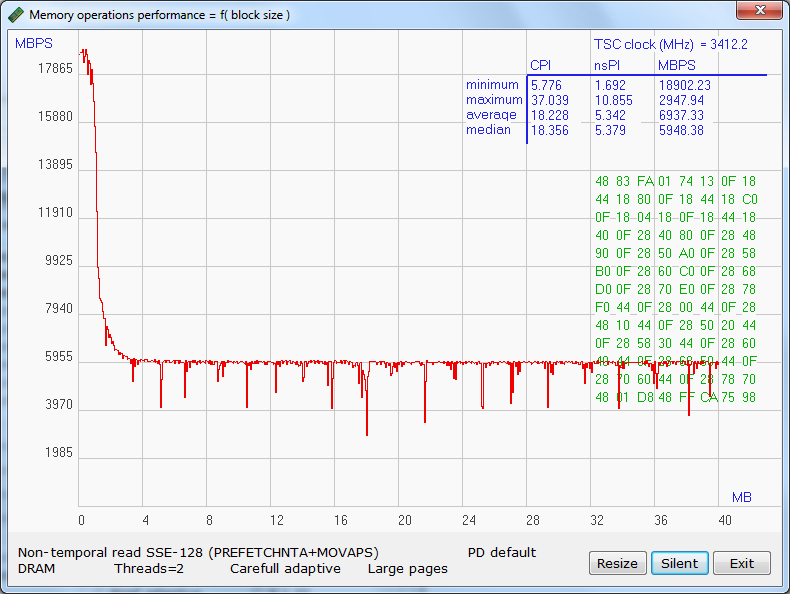 Memory operations performance = f( block size )
MBPS
TSC clock (MHz) = 3412.2
CPI nsPI MBPS
minimum 5.776 1.692 18902.23
maximum 37.039 10.855 2947.94
average 18.228 5.342 6937.33
median 18.356 5.379 5948.38
17865
15880
13895
11910
9925
7940
5955
3970
1985
48 83 FA 01 74 13 0F 18
44 18 80 0F 18 44 18 C0
0F 18 04 18 0F 18 44 18
40 0F 28 40 80 0F 28 48
90 0F 28 50 A0 0F 28 58
B0 0F 28 60 C0 0F 28 68
D0 0F 28 70 E0 0F 28 78
F0 44 0F 28 00 44 0F 28
48 10 44 0F 28 50 20 44
0F 28 58 30 44 0F 28 60
40 44 0F 28 68 50 44 0F
28 70 60 44 0F 28 78 70
48 01 D8 48 FF CA 75 98
MB
0 4 8 12 16 20 24 28 32 36 40
Non-temporal read SSE-128 (PREFETCHNTA+MOVAPS) PD default
DRAM Threads=2 Carefull adaptive Large pages
Resize Silent Exit